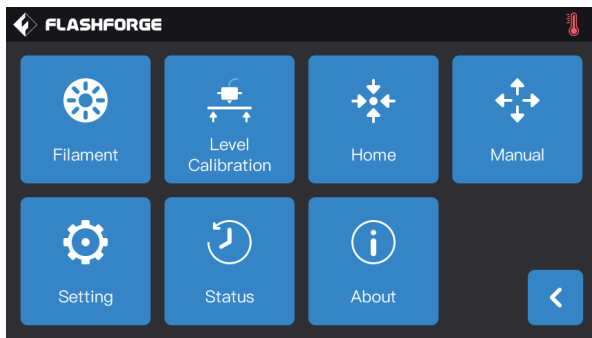 FLASHFORGE
Filament
Level
Calibration
Home
Manual
Setting
Status
About